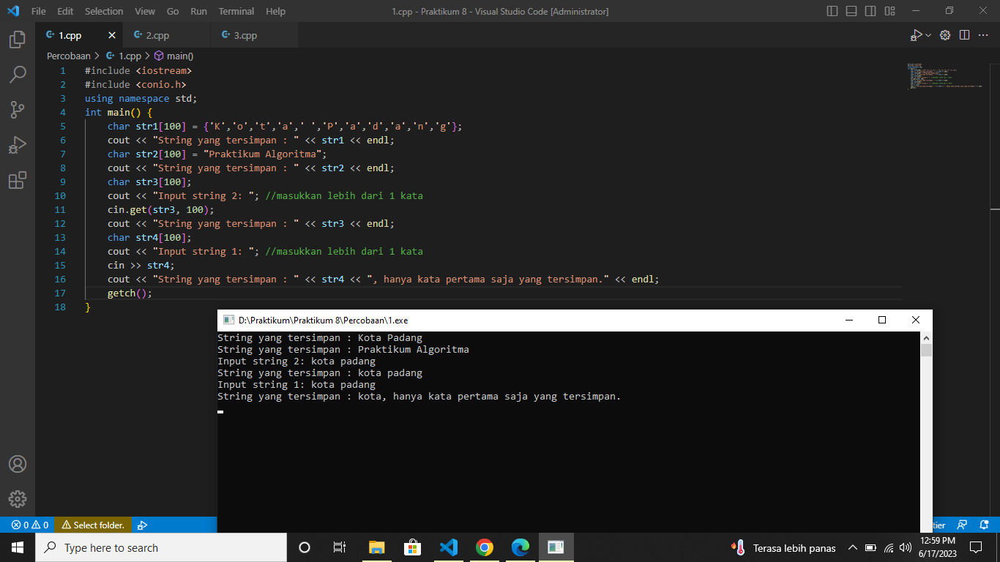 File Edit Selection View Go Run Terminal Help 1.cpp - Praktikum 8 - Visual Studio Code [Administrator]
1.cpp 2.cpp 3.cpp
Percobaan > 1.cpp > main()
1 #include <iostream>
2 #include <conio.h>
3 using namespace std;
4 int main() {
5 char str1[100] = {'K','o','t','a',' ','P','a','d','a','n','g'};
6 cout << "String yang tersimpan : " << str1 << endl;
7 char str2[100] = "Praktikum Algoritma";
8 cout << "String yang tersimpan : " << str2 << endl;
9 char str3[100];
10 cout << "Input string 2: "; //masukkan lebih dari 1 kata
11 cin.get(str3, 100);
12 cout << "String yang tersimpan : " << str3 << endl;
13 char str4[100];
14 cout << "Input string 1: "; //masukkan lebih dari 1 kata
15 cin >> str4;
16 cout << "String yang tersimpan : " << str4 << ", hanya kata pertama saja yang tersimpan." << endl;
17 getch();
18 }
D:\Praktikum\Praktikum 8\Percobaan\1.exe
String yang tersimpan : Kota Padang
String yang tersimpan : Praktikum Algoritma
Input string 2: kota padang
String yang tersimpan : kota padang
Input string 1: kota padang
String yang tersimpan : kota, hanya kata pertama saja yang tersimpan.
0 0 Select folder. tier
Type here to search Terasa lebih panas 12:59 PM
6/17/2023